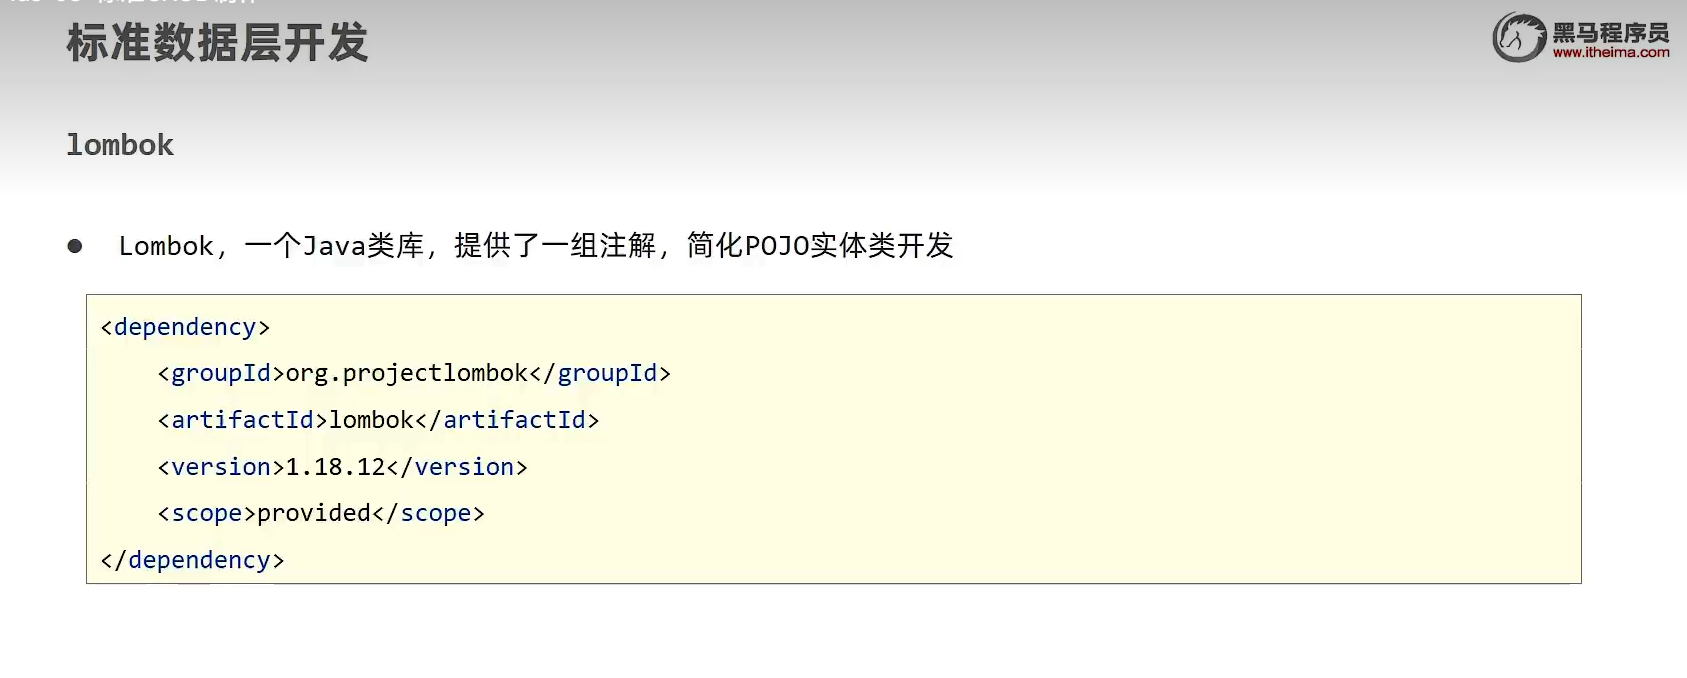 标准数据层开发
黑马程序员
www.itheima.com
lombok
● Lombok，一个Java类库，提供了一组注解，简化POJO实体类开发
<dependency>
    <groupId>org.projectlombok</groupId>
    <artifactId>lombok</artifactId>
    <version>1.18.12</version>
    <scope>provided</scope>
</dependency>